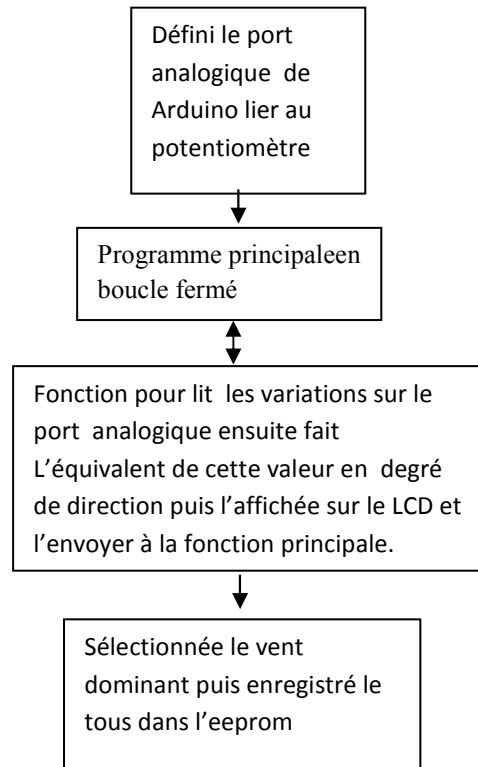 Défini le port
analogique de
Arduino lier au
potentiomètre
Programme principaleen
boucle fermé
Fonction pour lit les variations sur le
port analogique ensuite fait
L’équivalent de cette valeur en degré
de direction puis l’affichée sur le LCD et
l’envoyer à la fonction principale.
Sélectionnée le vent
dominant puis enregistré le
tous dans l’eeprom